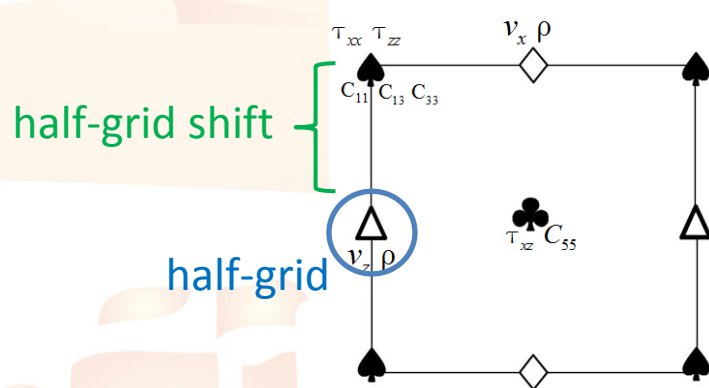 τxx τzz
vx ρ
C11 C13 C33
half-grid shift
τxz C55
vz ρ
half-grid